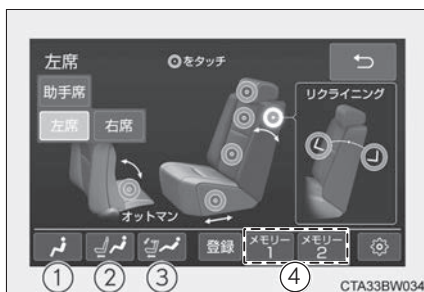 左席
◎をタッチ
助手席
左席 右席
リクライニング
オットマン
登録
メモリー
1
メモリー
2
1 2 3 4
CTA33BW034